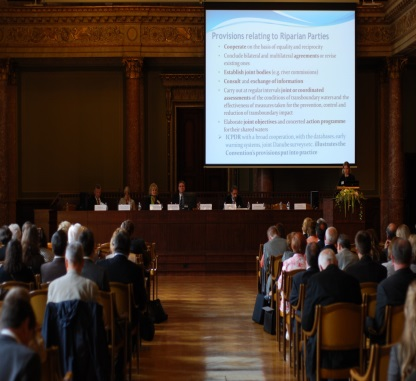 Provisions relating to Riparian Parties
• Cooperate on the basis of equality and reciprocity
• Conclude bilateral and multilateral agreements or revise
existing ones
• Establish joint bodies (e.g. river commissions)
• Consult and exchange of information
• Carry out at regular intervals joint or coordinated
assessments of the condition of transboundary waters and the
effectiveness of measures taken for the prevention, control and
reduction of transboundary impact
• Elaborate joint objectives and concerted action programme
for their shared waters
ICPDR with a broad cooperation, with the databases, early
warning systems, joint Danube surveys etc. illustrates the
Convention's provisions put into practice